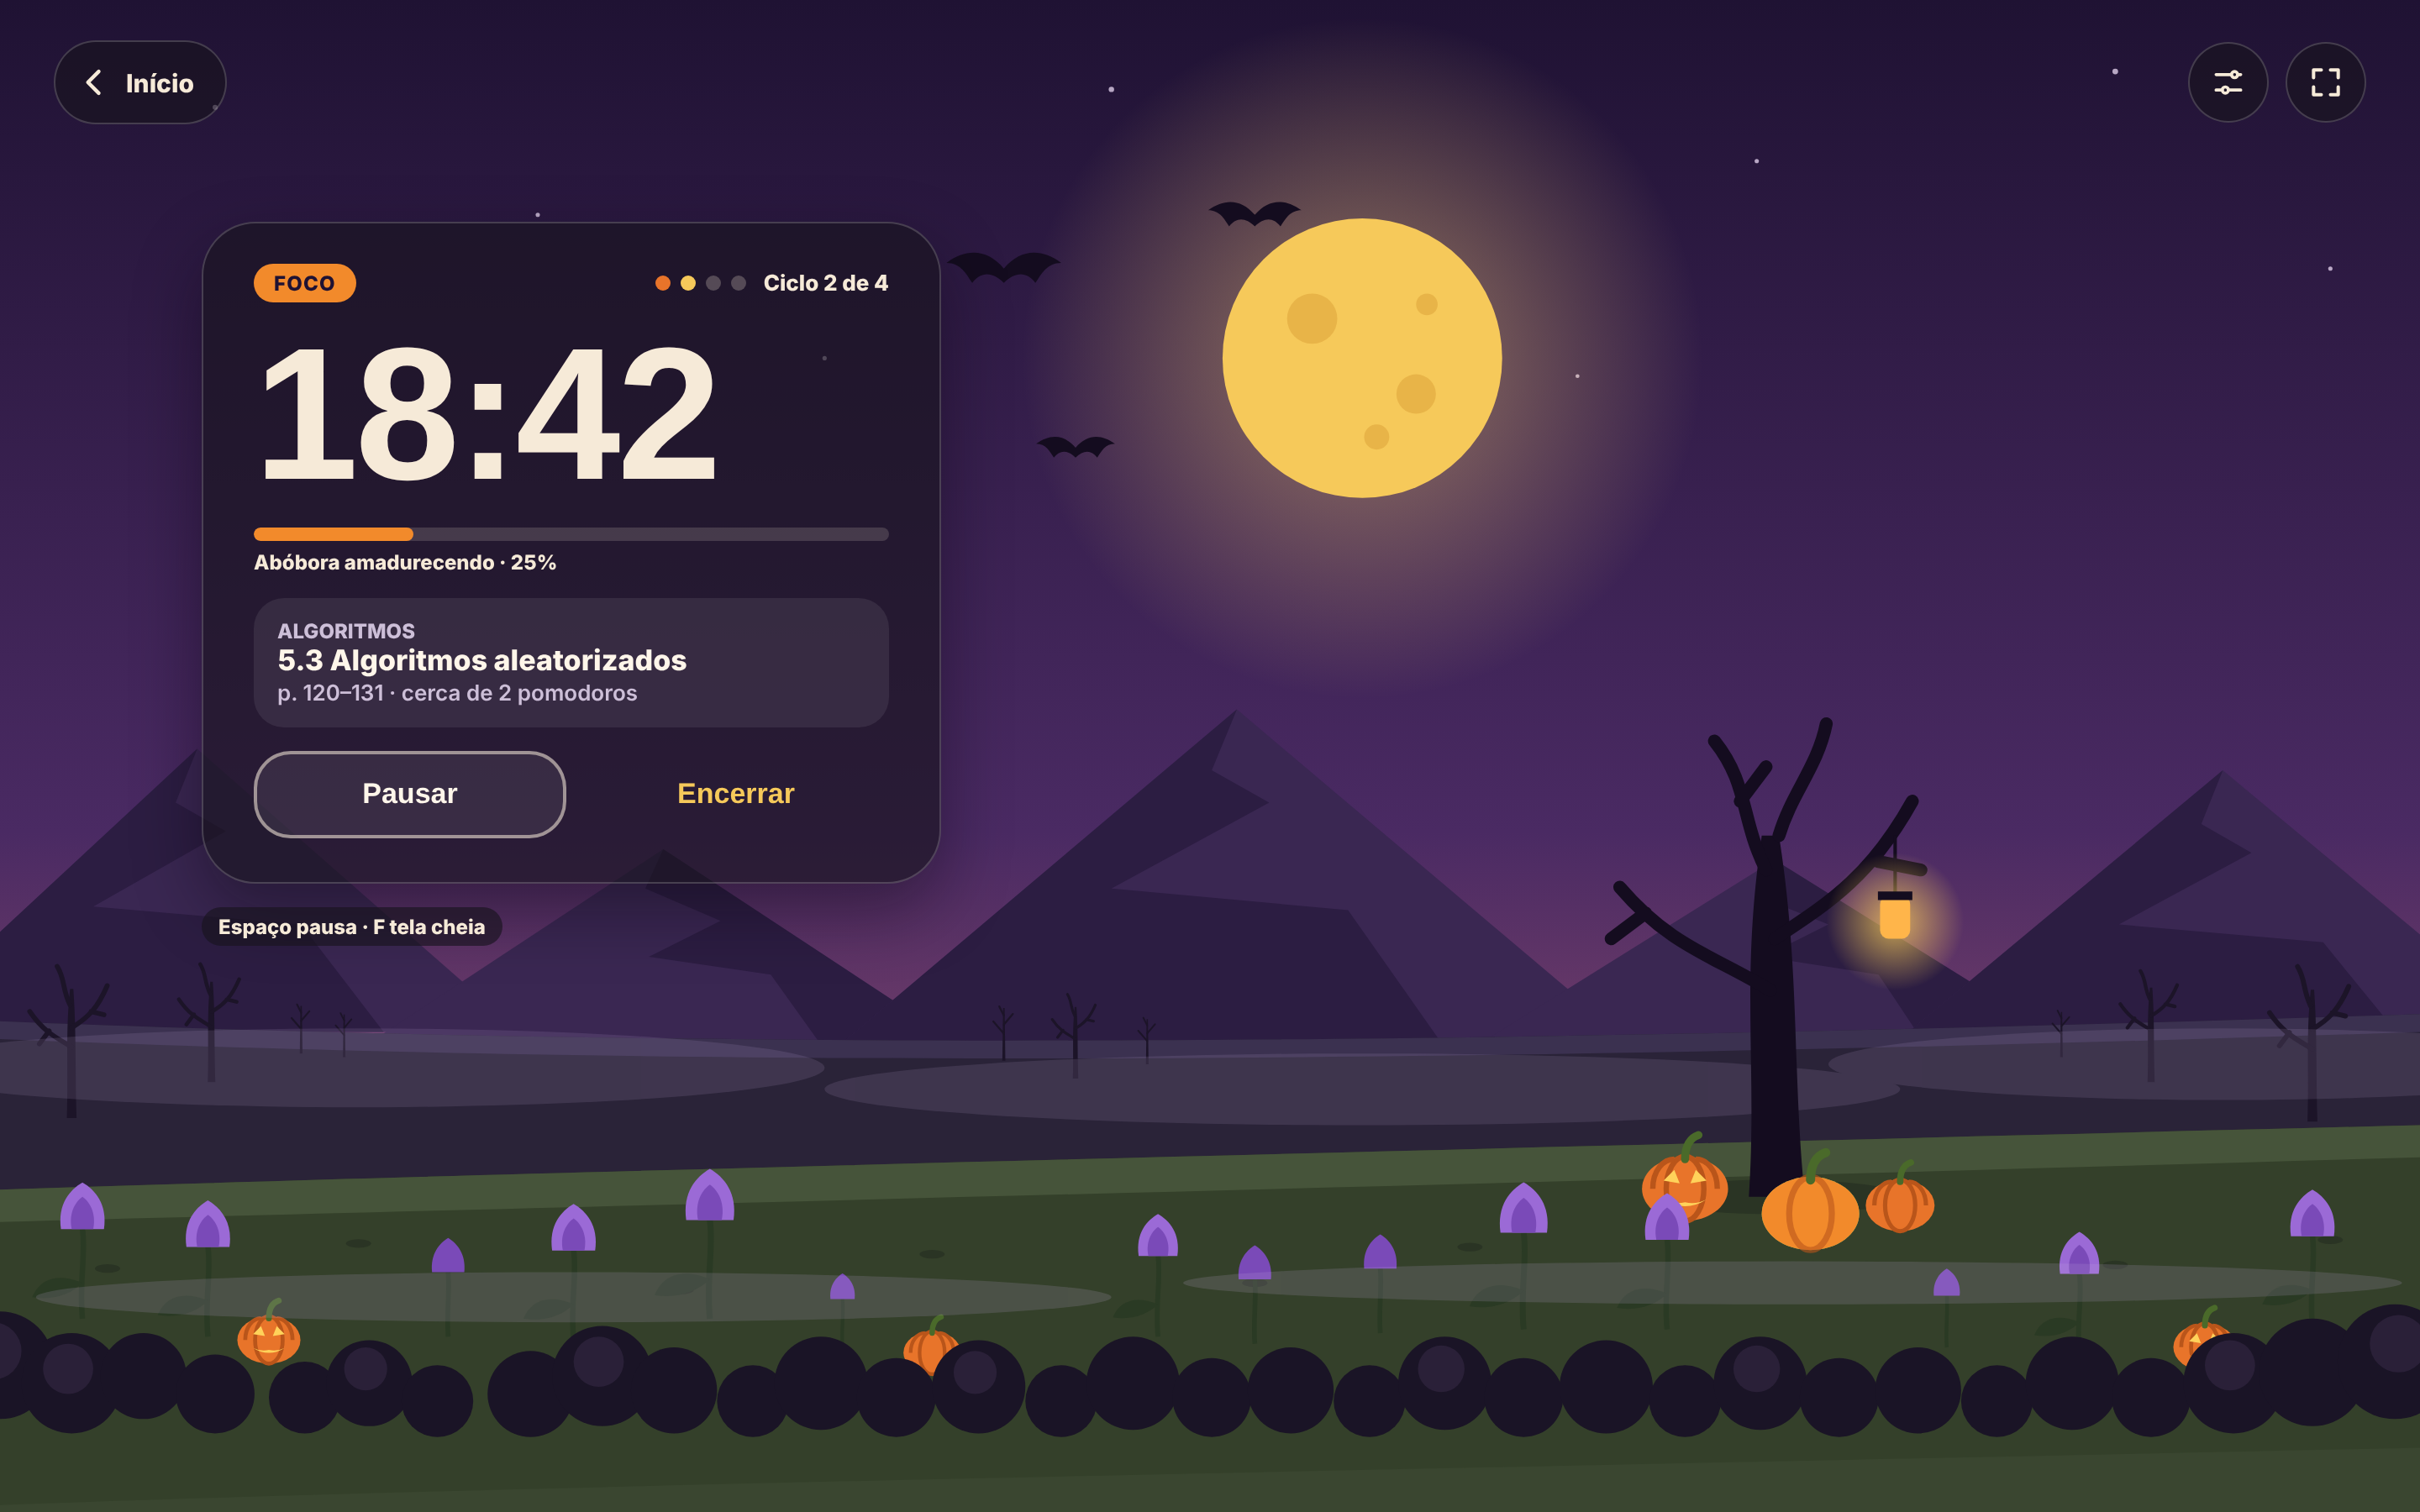 Início
FOCO
Ciclo 2 de 4
18:42
Abóbora amadurecendo · 25%
ALGORITMOS
5.3 Algoritmos aleatorizados
p. 120–131 · cerca de 2 pomodoros
Pausar
Encerrar
Espaço pausa · F tela cheia